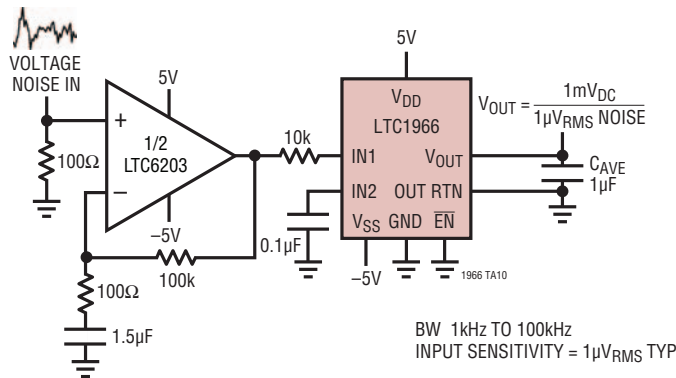 VOLTAGE
NOISE IN
100Ω
+
−
5V
1/2
LTC6203
−5V
100k
100Ω
1.5µF
10k
0.1µF
5V
VDD
LTC1966
IN1
VOUT
IN2
OUT RTN
VSS GND EN
−5V
1966 TA10
VOUT = 1mVDC
1µVRMS NOISE
CAVE
1µF
BW 1kHz TO 100kHz
INPUT SENSITIVITY = 1µVRMS TYP